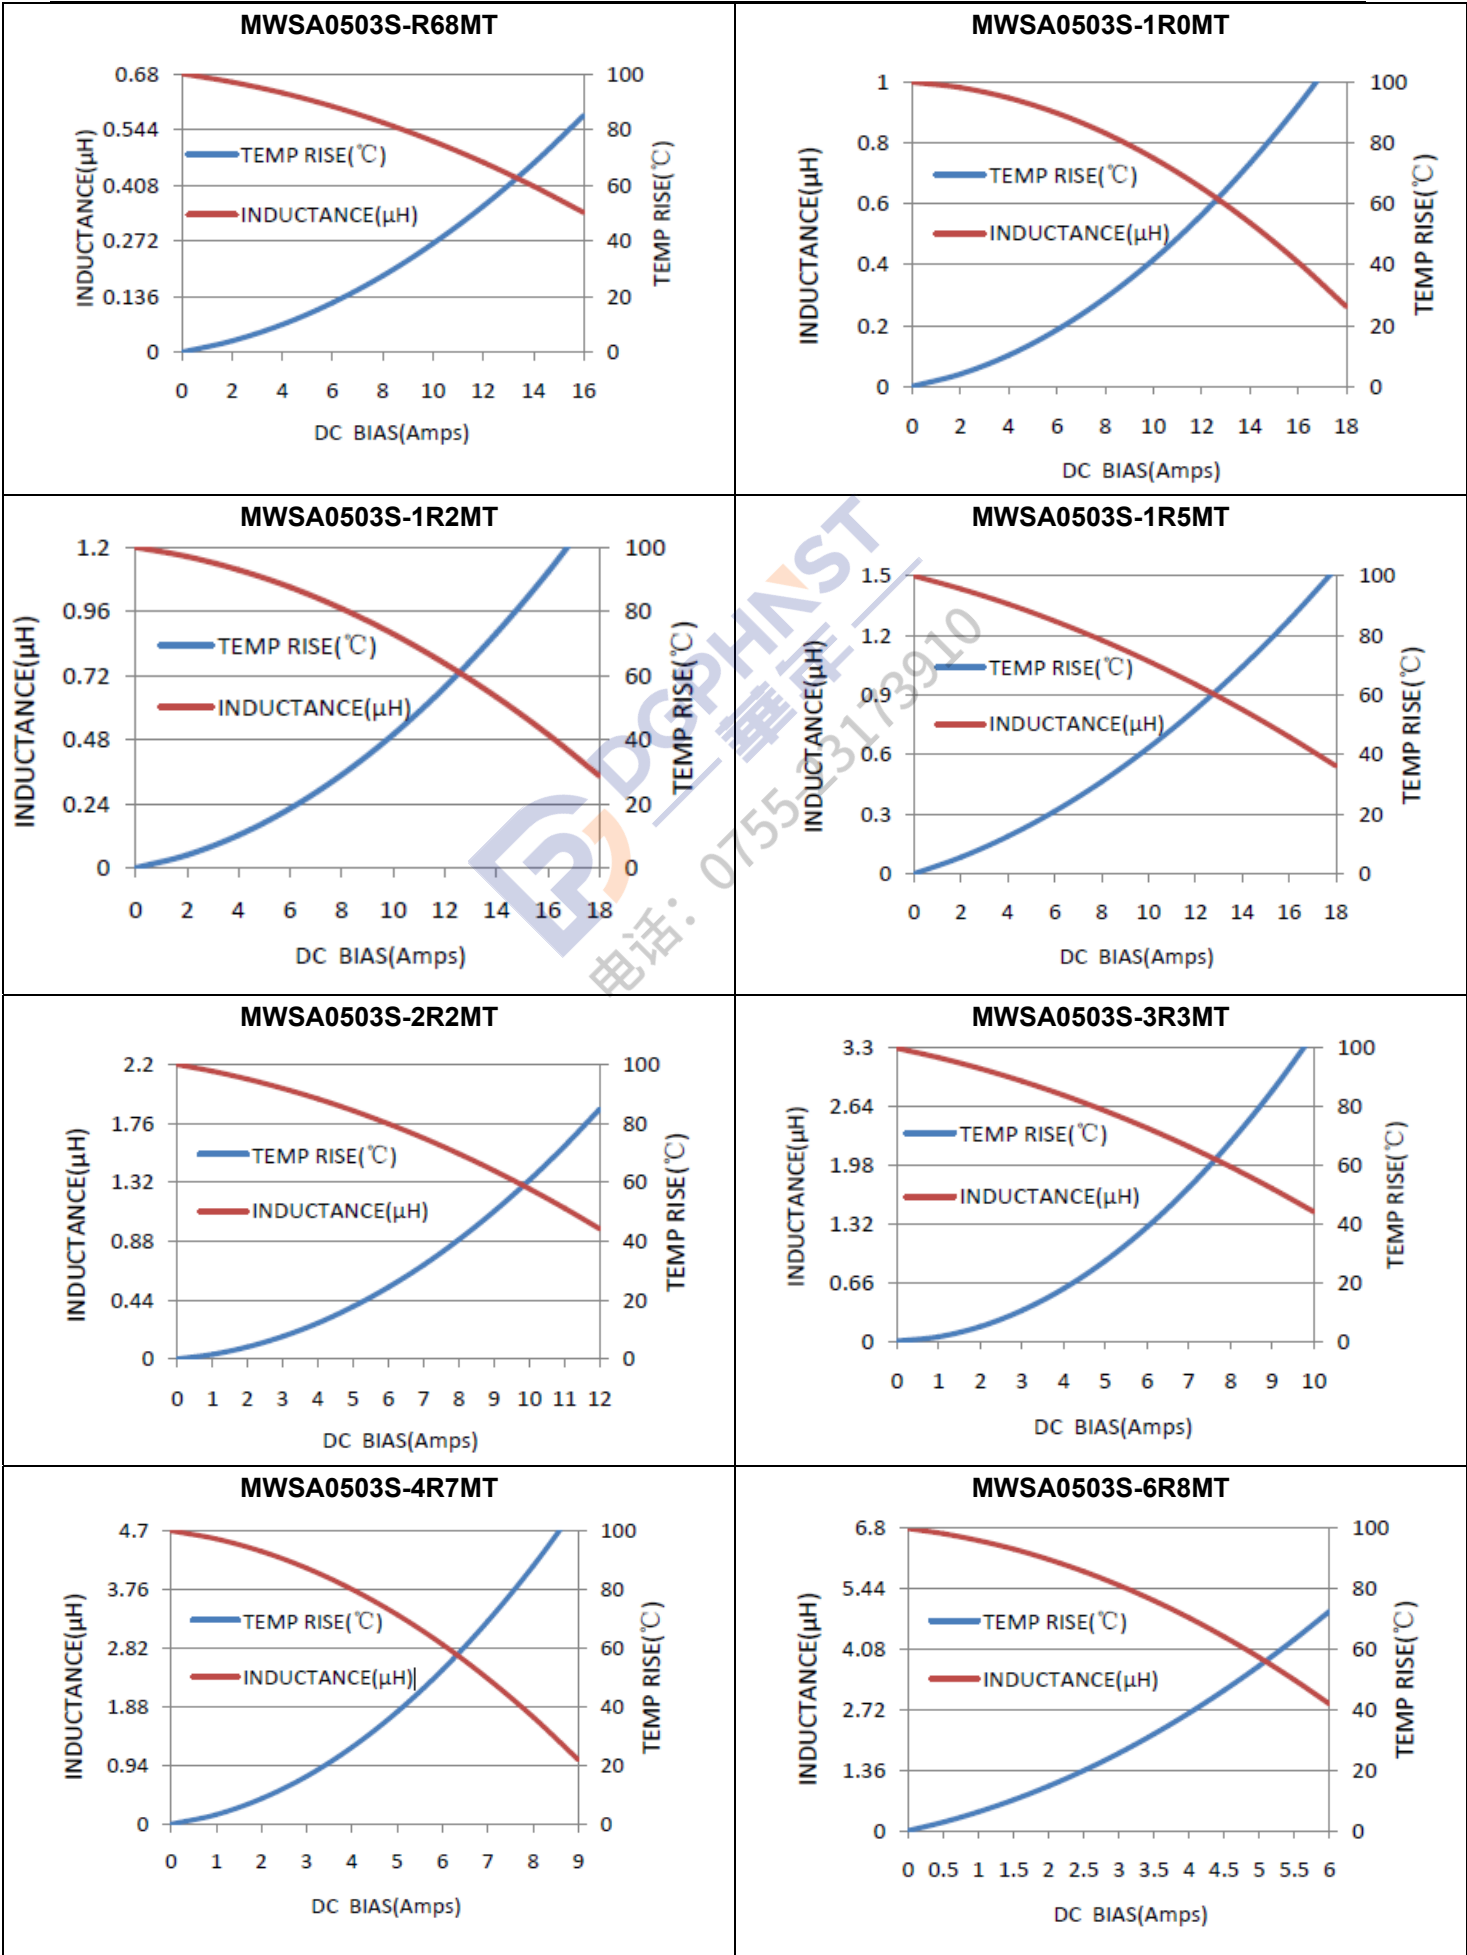 MWSA0503S-R68MT
0.68
0.544
0.408
0.272
0.136
0
100
80
60
40
20
0
INDUCTANCE(μH)
TEMP RISE(℃)
TEMP RISE(℃)
INDUCTANCE(μH)
0 2 4 6 8 10 12 14 16
DC BIAS(Amps)
MWSA0503S-1R0MT
1
0.8
0.6
0.4
0.2
0
100
80
60
40
20
0
INDUCTANCE(μH)
TEMP RISE(℃)
TEMP RISE(℃)
INDUCTANCE(μH)
0 2 4 6 8 10 12 14 16 18
DC BIAS(Amps)
MWSA0503S-1R2MT
1.2
0.96
0.72
0.48
0.24
0
100
80
60
40
20
0
INDUCTANCE(μH)
TEMP RISE(℃)
TEMP RISE(℃)
INDUCTANCE(μH)
0 2 4 6 8 10 12 14 16 18
DC BIAS(Amps)
MWSA0503S-1R5MT
1.5
1.2
0.9
0.6
0.3
0
100
80
60
40
20
0
INDUCTANCE(μH)
TEMP RISE(℃)
TEMP RISE(℃)
INDUCTANCE(μH)
0 2 4 6 8 10 12 14 16 18
DC BIAS(Amps)
DGPHNST
華年
电话：0755-23173910
MWSA0503S-2R2MT
2.2
1.76
1.32
0.88
0.44
0
100
80
60
40
20
0
INDUCTANCE(μH)
TEMP RISE(℃)
TEMP RISE(℃)
INDUCTANCE(μH)
0 1 2 3 4 5 6 7 8 9 10 11 12
DC BIAS(Amps)
MWSA0503S-3R3MT
3.3
2.64
1.98
1.32
0.66
0
100
80
60
40
20
0
INDUCTANCE(μH)
TEMP RISE(℃)
TEMP RISE(℃)
INDUCTANCE(μH)
0 1 2 3 4 5 6 7 8 9 10
DC BIAS(Amps)
MWSA0503S-4R7MT
4.7
3.76
2.82
1.88
0.94
0
100
80
60
40
20
0
INDUCTANCE(μH)
TEMP RISE(℃)
TEMP RISE(℃)
INDUCTANCE(μH)
0 1 2 3 4 5 6 7 8 9
DC BIAS(Amps)
MWSA0503S-6R8MT
6.8
5.44
4.08
2.72
1.36
0
100
80
60
40
20
0
INDUCTANCE(μH)
TEMP RISE(℃)
TEMP RISE(℃)
INDUCTANCE(μH)
0 0.5 1 1.5 2 2.5 3 3.5 4 4.5 5 5.5 6
DC BIAS(Amps)